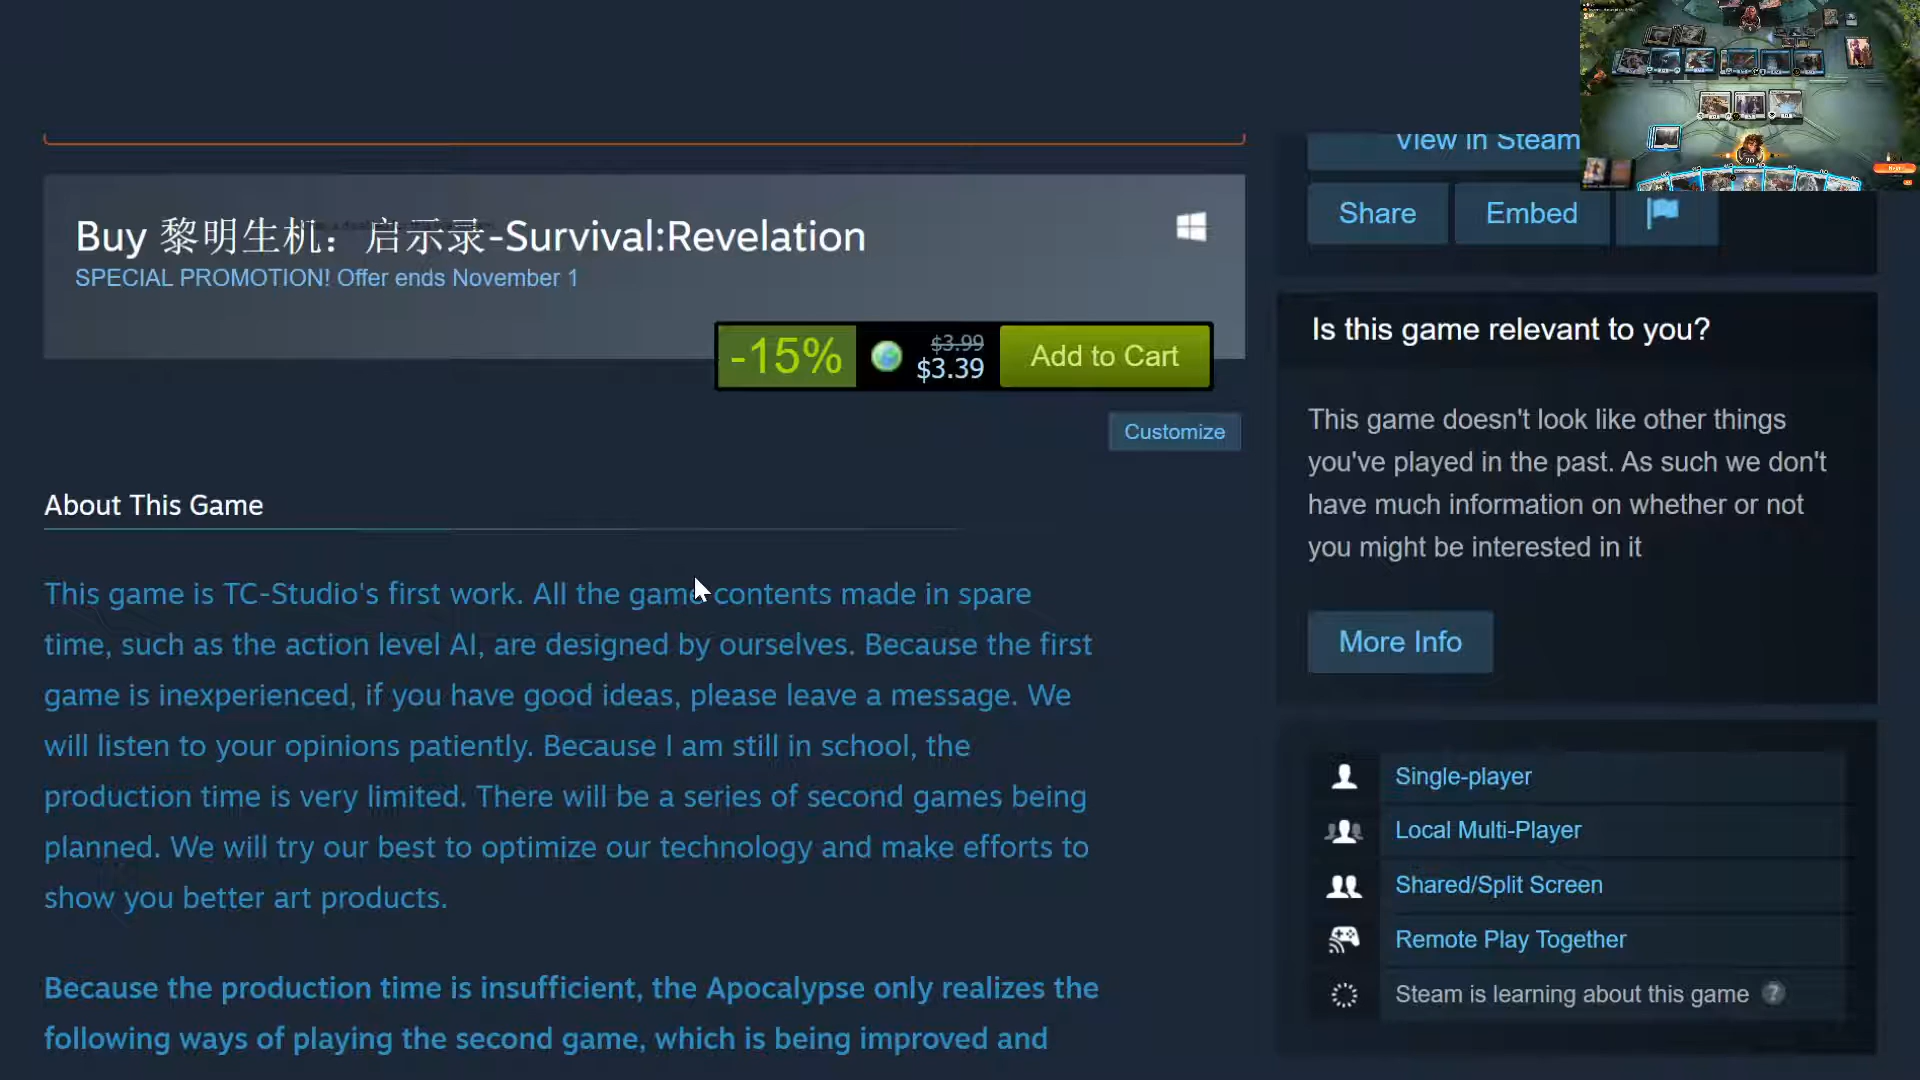 View in Steam
Share
Embed
Buy 黎明生机：启示录-Survival:Revelation
SPECIAL PROMOTION! Offer ends November 1
-15%
$3.99
$3.39
Add to Cart
Customize
About This Game
This game is TC-Studio's first work. All the game contents made in spare
time, such as the action level AI, are designed by ourselves. Because the first
game is inexperienced, if you have good ideas, please leave a message. We
will listen to your opinions patiently. Because I am still in school, the
production time is very limited. There will be a series of second games being
planned. We will try our best to optimize our technology and make efforts to
show you better art products.
Because the production time is insufficient, the Apocalypse only realizes the
following ways of playing the second game, which is being improved and
Is this game relevant to you?
This game doesn't look like other things
you've played in the past. As such we don't
have much information on whether or not
you might be interested in it
More Info
Single-player
Local Multi-Player
Shared/Split Screen
Remote Play Together
Steam is learning about this game ?
20